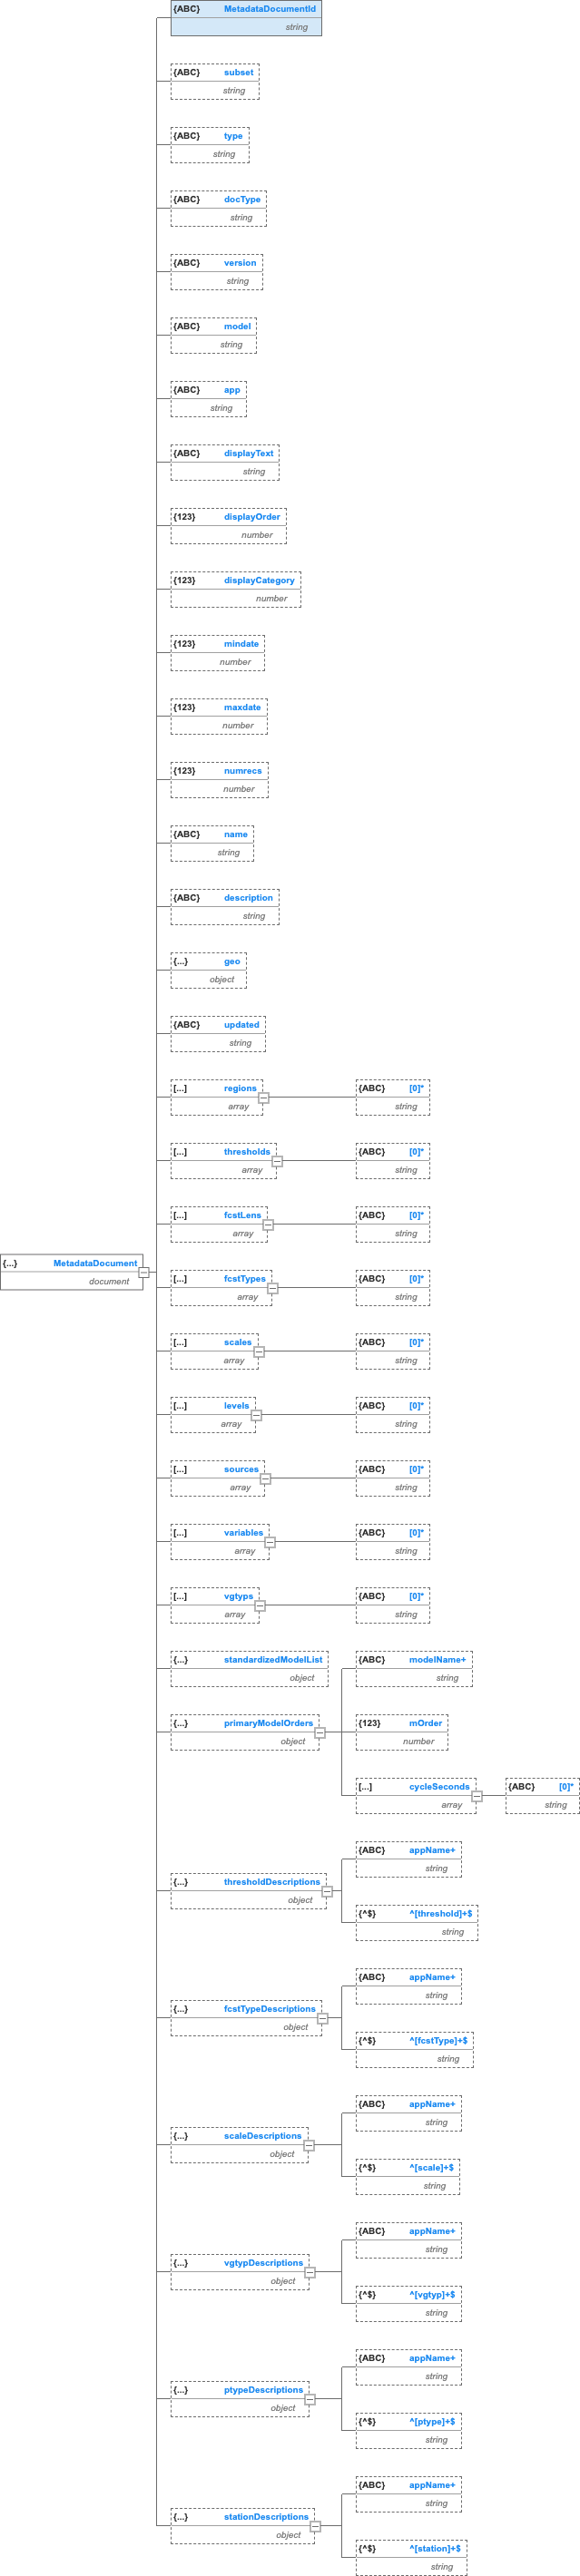 {ABC} MetadataDocumentId
string
{ABC} subset
string
{ABC} type
string
{ABC} docType
string
{ABC} version
string
{ABC} model
string
{ABC} app
string
{ABC} displayText
string
{123} displayOrder
number
{123} displayCategory
number
{123} mindate
number
{123} maxdate
number
{123} numrecs
number
{ABC} name
string
{ABC} description
string
{...} geo
object
{ABC} updated
string
[...] regions {ABC} [0]*
array string
[...] thresholds {ABC} [0]*
array string
[...] fcstLens {ABC} [0]*
array string
{...} MetadataDocument
document
[...] fcstTypes {ABC} [0]*
array string
[...] scales {ABC} [0]*
array string
[...] levels {ABC} [0]*
array string
[...] sources {ABC} [0]*
array string
[...] variables {ABC} [0]*
array string
[...] vgtyps {ABC} [0]*
array string
{...} standardizedModelList {ABC} modelName+
object string
{...} primaryModelOrders {123} mOrder
object number
[...] cycleSeconds {ABC} [0]*
array string
{ABC} appName+
string
{...} thresholdDescriptions
object
{^$} ^[threshold]+$
string
{ABC} appName+
string
{...} fcstTypeDescriptions
object
{^$} ^[fcstType]+$
string
{ABC} appName+
string
{...} scaleDescriptions
object
{^$} ^[scale]+$
string
{ABC} appName+
string
{...} vgtypDescriptions
object
{^$} ^[vgtyp]+$
string
{ABC} appName+
string
{...} ptypeDescriptions
object
{^$} ^[ptype]+$
string
{ABC} appName+
string
{...} stationDescriptions
object
{^$} ^[station]+$
string